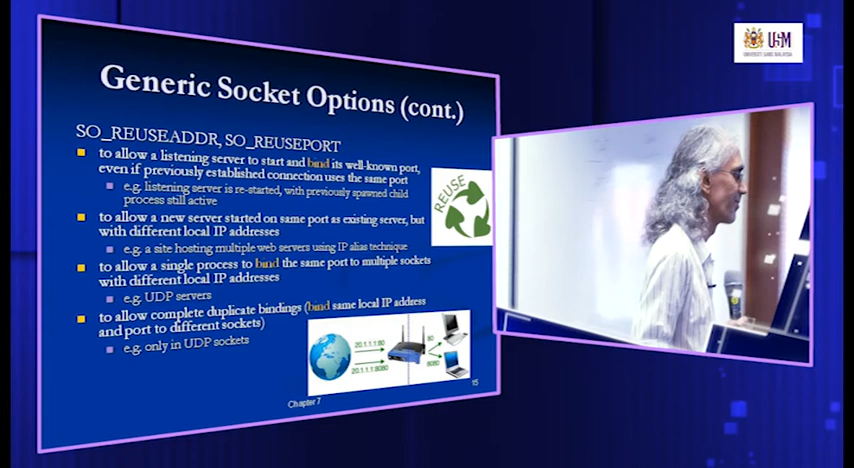 USM
UNIVERSITI SAINS MALAYSIA
Generic Socket Options (cont.)
SO_REUSEADDR, SO_REUSEPORT
to allow a listening server to start and bind its well-known port,
even if previously established connection uses the same port
e.g. listening server is re-started, with previously spawned child
process still active
REUSE
to allow a new server started on same port as existing server, but
with different local IP addresses
e.g. a site hosting multiple web servers using IP alias technique
to allow a single process to bind the same port to multiple sockets
with different local IP addresses
e.g. UDP servers
to allow complete duplicate bindings (bind same local IP address
and port to different sockets)
e.g. only in UDP sockets
20.1.1.1:80
80
20.1.1.1:8080
8080
Chapter 7
15